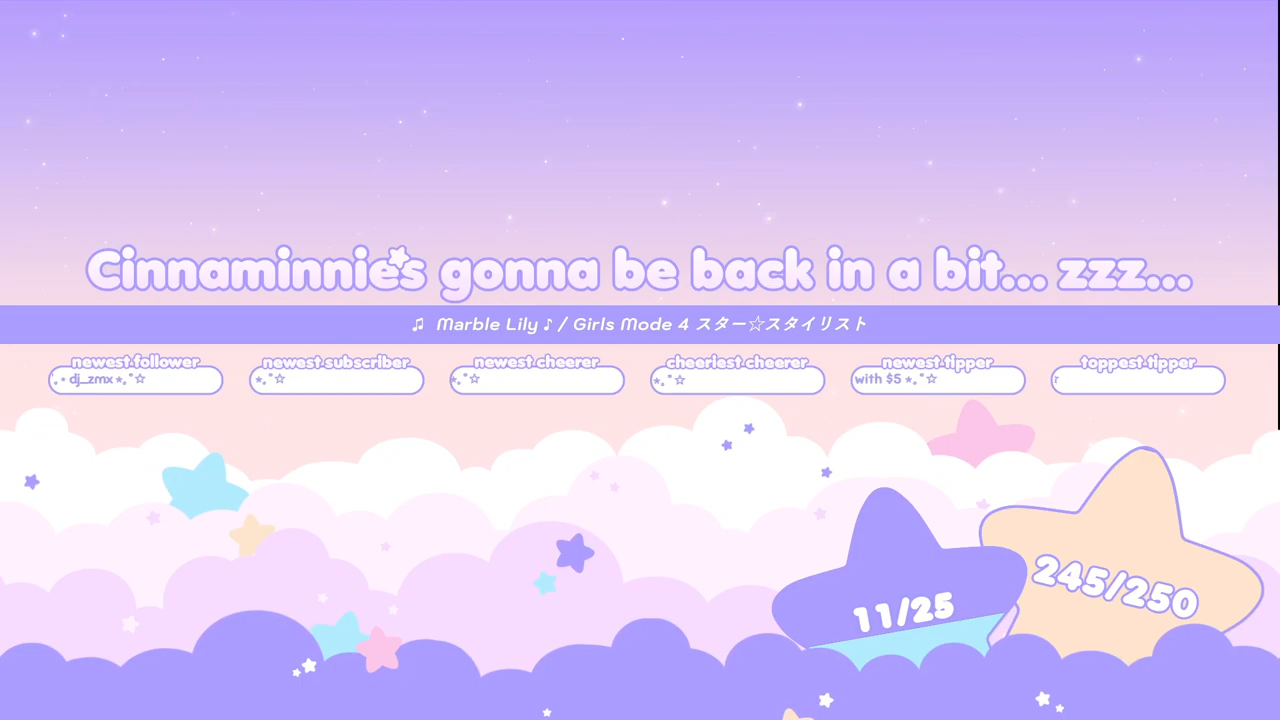 Cinnaminnie's gonna be back in a bit... zzz...
♫ Marble Lily ♪ / Girls Mode 4 スター☆スタイリスト
newest follower
newest subscriber
newest cheerer
cheeriest cheerer
newest tipper
toppest tipper
dj_zmx ⋆｡˚☆
⋆｡˚☆
⋆｡˚☆
⋆｡˚☆
with $5 ⋆｡˚☆
245/250
11/25